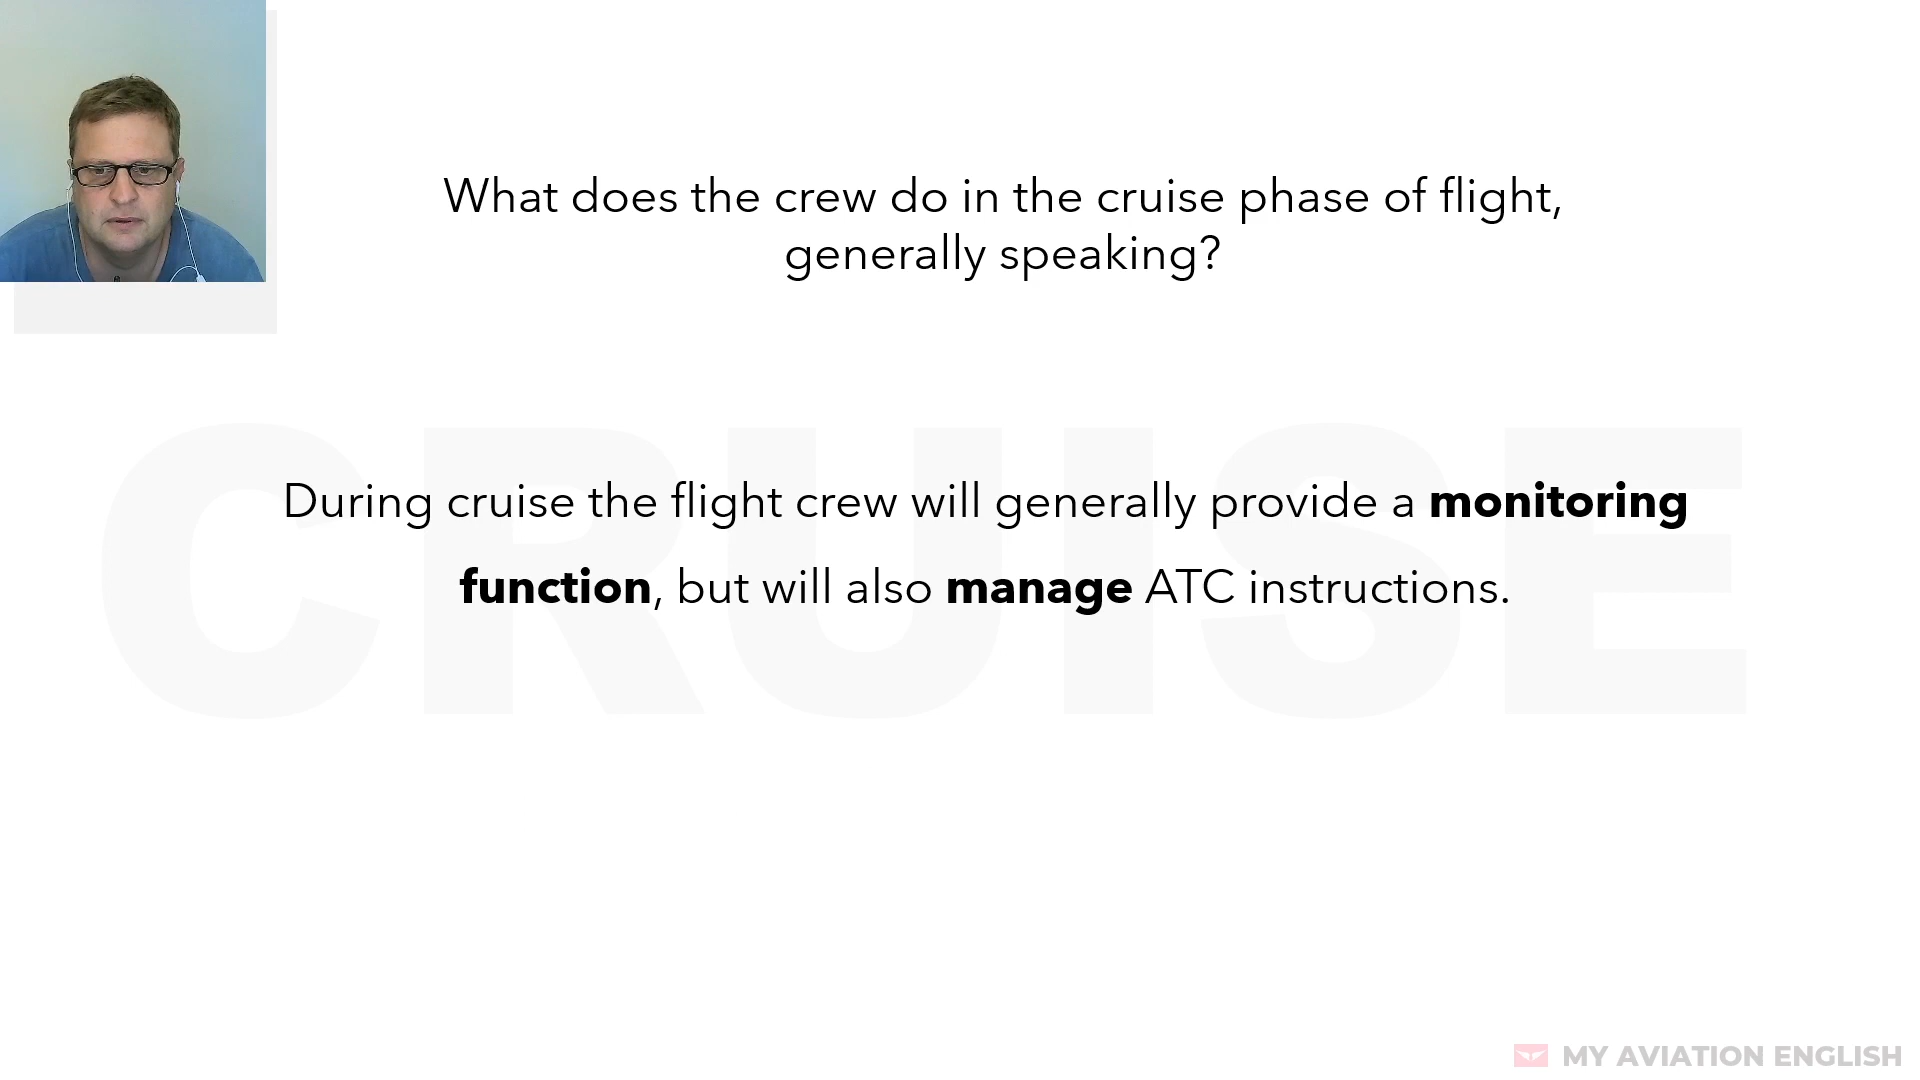 What does the crew do in the cruise phase of flight,
generally speaking?
CRUISE
During cruise the flight crew will generally provide a monitoring
function, but will also manage ATC instructions.
MY AVIATION ENGLISH